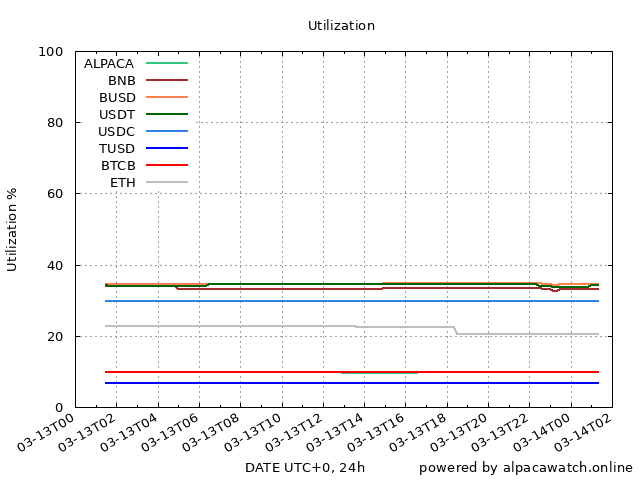 Utilization
100
80
60
40
20
0
Utilization %
ALPACA
BNB
BUSD
USDT
USDC
TUSD
BTCB
ETH
03-13T00
03-13T02
03-13T04
03-13T06
03-13T08
03-13T10
03-13T12
03-13T14
03-13T16
03-13T18
03-13T20
03-13T22
03-14T00
03-14T02
DATE UTC+0, 24h
powered by alpacawatch.online